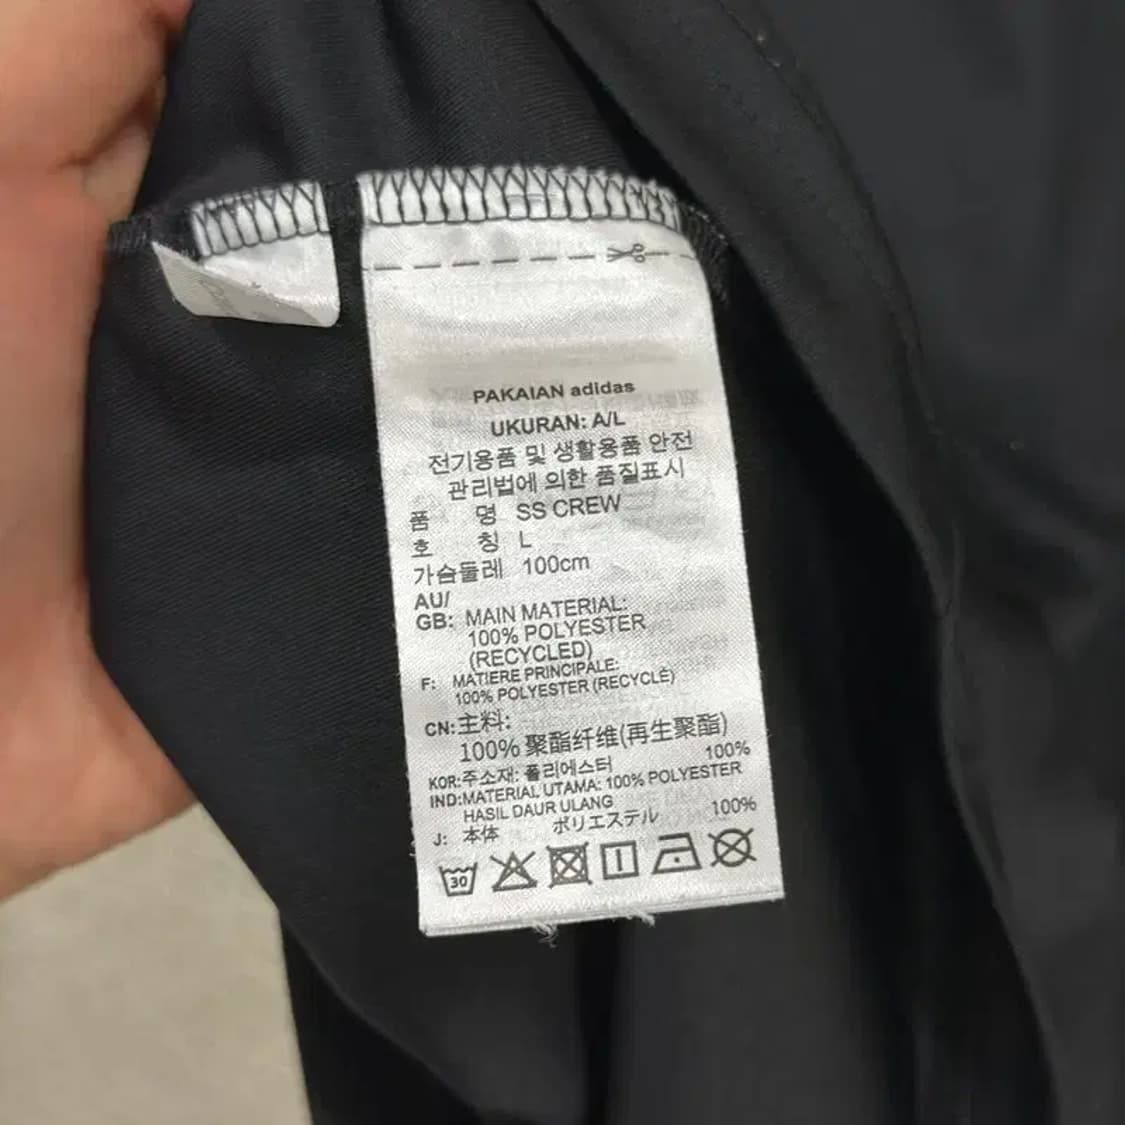 PAKAIAN adidas
UKURAN: A/L
전기용품 및 생활용품 안전
관리법에 의한 품질표시
품 명 SS CREW
호 칭 L
가슴둘레 100cm
AU/
GB: MAIN MATERIAL:
100% POLYESTER
(RECYCLED)
F: MATIERE PRINCIPALE:
100% POLYESTER (RECYCLÉ)
CN: 主料:
100% 聚酯纤维(再生聚酯)
KOR:주소재: 폴리에스터 100%
IND:MATERIAL UTAMA: 100% POLYESTER
HASIL DAUR ULANG
J: 本体 ポリエステル 100%
30